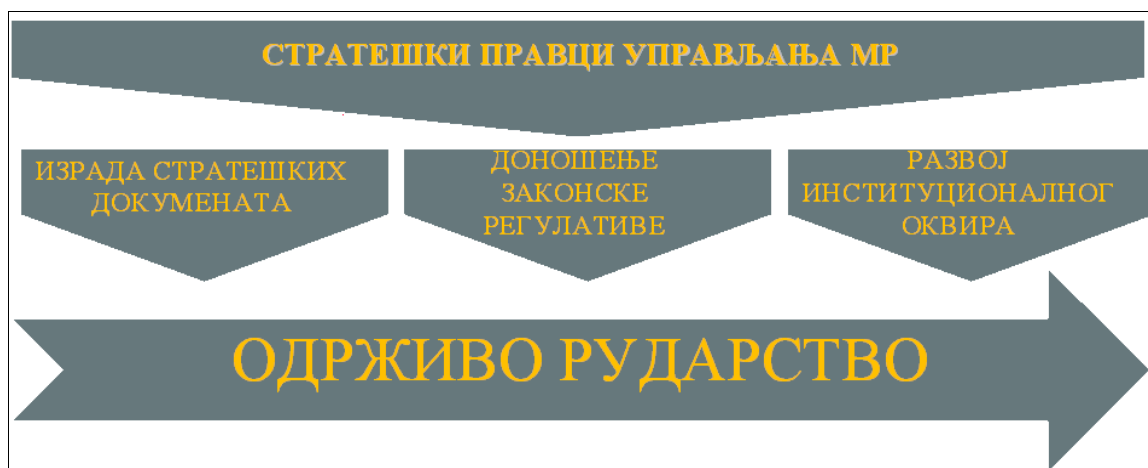 СТРАТЕШКИ ПРАВЦИ УПРАВЉАЊА МР
ИЗРАДА СТРАТЕШКИХ
ДОКУМЕНАТА
ДОНОШЕЊЕ
ЗАКОНСКЕ
РЕГУЛАТИВЕ
РАЗВОЈ
ИНСТИТУЦИОНАЛНОГ
ОКВИРА
ОДРЖИВО РУДАРСТВО